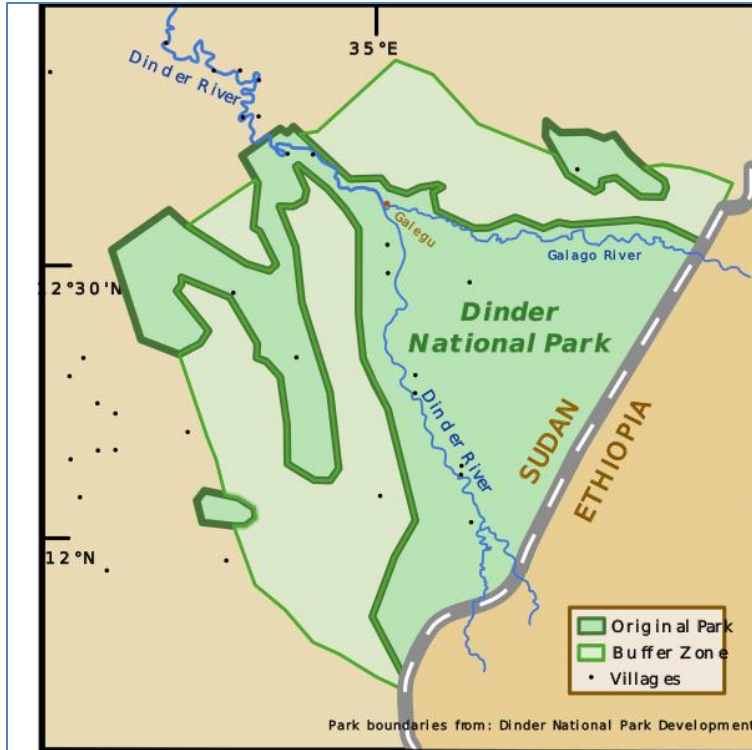 35°E
Dinder River
Galegu
Galago River
12°30'N
Dinder
National Park
Dinder River
SUDAN
ETHIOPIA
12°N
Original Park
Buffer Zone
Villages
Park boundaries from: Dinder National Park Development